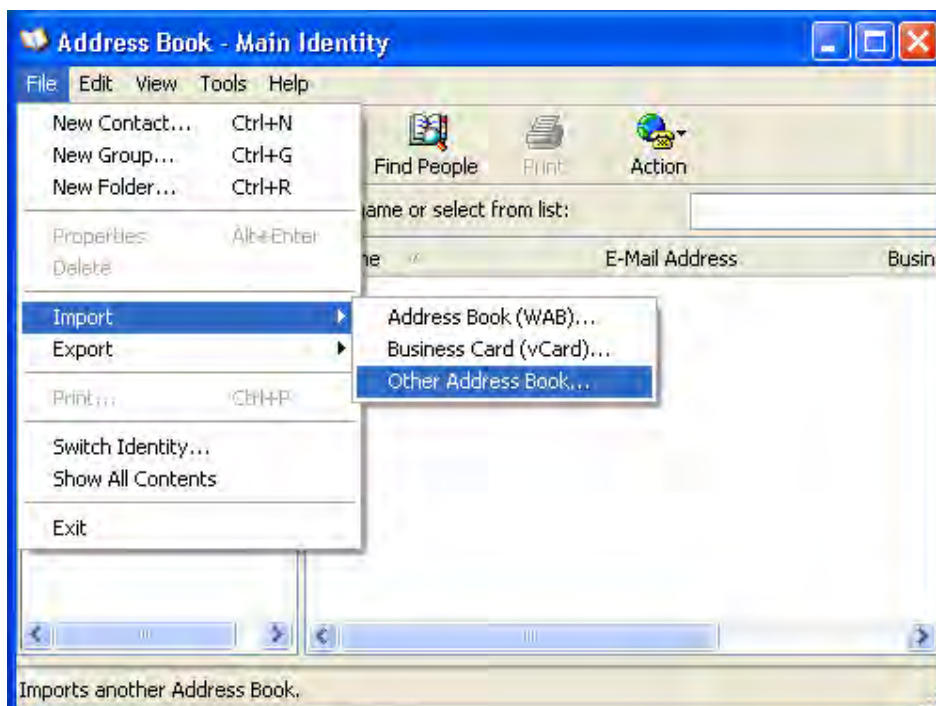 Address Book - Main Identity
File Edit View Tools Help
New Contact... Ctrl+N
New Group... Ctrl+G
New Folder... Ctrl+R
Properties Alt+Enter
Delete
Import
Export
Print... Ctrl+P
Switch Identity...
Show All Contents
Exit
Address Book (WAB)...
Business Card (vCard)...
Other Address Book...
Find People Print Action
name or select from list:
E-Mail Address Busin
Imports another Address Book.